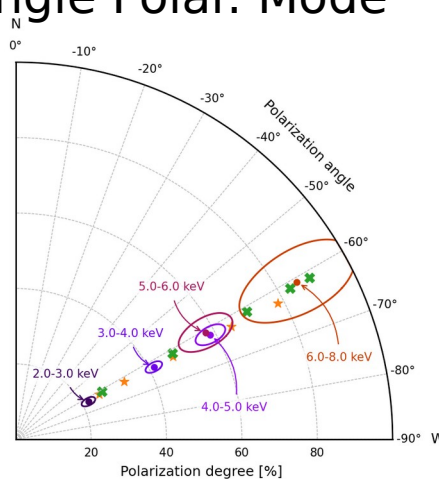 Polar. Mode
N
0°
-10°
-20°
-30°
-40°
Polarization angle
-50°
-60°
5.0-6.0 keV
-70°
3.0-4.0 keV
6.0-8.0 keV
2.0-3.0 keV
-80°
4.0-5.0 keV
-90°
20
40
60
80
Polarization degree [%]